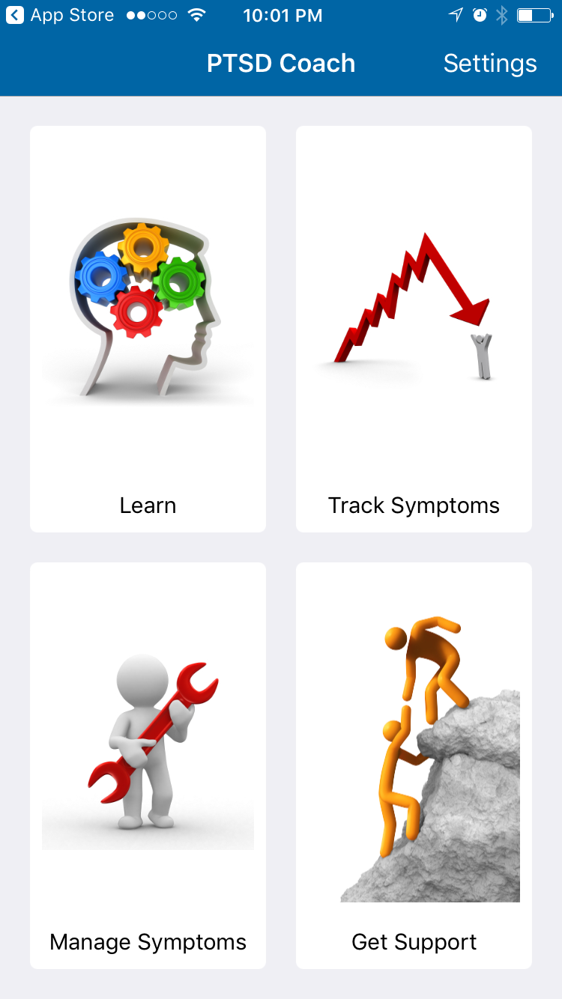 App Store 10:01 PM
PTSD Coach Settings
Learn Track Symptoms
Manage Symptoms Get Support